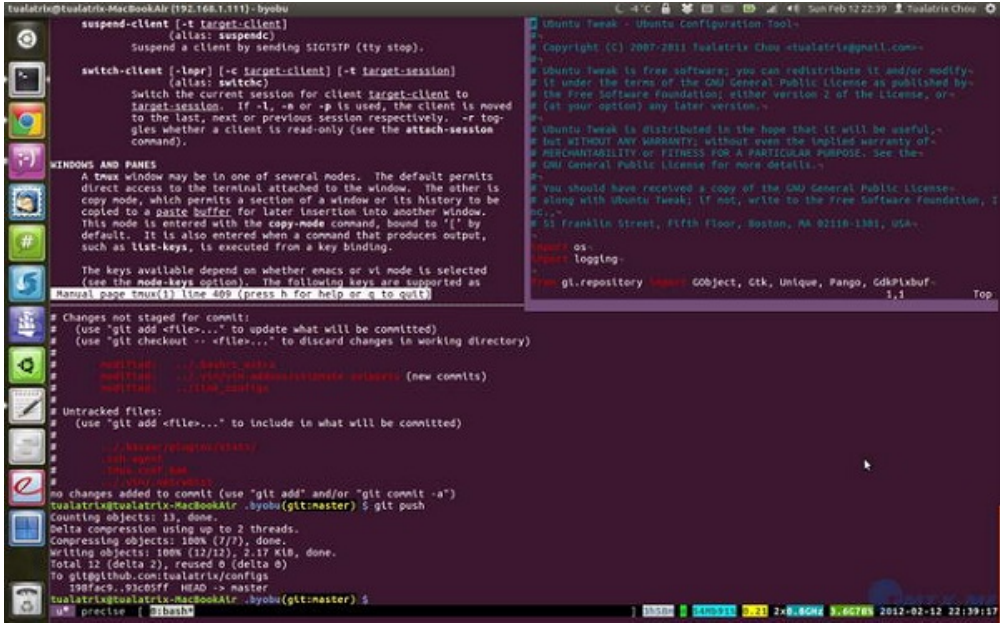 tualatrix@tualatrix-MacBookAir (192.168.1.111) - byobu
-4°C
Sun Feb 12 22:39
Tualatrix Chou
suspend-client [-t target-client]
(alias: suspendc)
Suspend a client by sending SIGTSTP (tty stop).
switch-client [-lnpr] [-c target-client] [-t target-session]
(alias: switchc)
Switch the current session for client target-client to
target-session. If -l, -n or -p is used, the client is moved
to the last, next or previous session respectively. -r tog-
gles whether a client is read-only (see the attach-session
command).
WINDOWS AND PANES
A tmux window may be in one of several modes. The default permits
direct access to the terminal attached to the window. The other is
copy mode, which permits a section of a window or its history to be
copied to a paste buffer for later insertion into another window.
This mode is entered with the copy-mode command, bound to '[' by
default. It is also entered when a command that produces output,
such as list-keys, is executed from a key binding.
The keys available depend on whether emacs or vi mode is selected
(see the mode-keys option). The following keys are supported as
Manual page tmux(1) line 409 (press h for help or q to quit)
# Ubuntu Tweak - Ubuntu Configuration Tool¬
#¬
# Copyright (C) 2007-2011 Tualatrix Chou <tualatrix@gmail.com>¬
#¬
# Ubuntu Tweak is free software; you can redistribute it and/or modify¬
# it under the terms of the GNU General Public License as published by¬
# the Free Software Foundation; either version 2 of the License, or¬
# (at your option) any later version.¬
#¬
# Ubuntu Tweak is distributed in the hope that it will be useful,¬
# but WITHOUT ANY WARRANTY; without even the implied warranty of¬
# MERCHANTABILITY or FITNESS FOR A PARTICULAR PURPOSE. See the¬
# GNU General Public License for more details.¬
#¬
# You should have received a copy of the GNU General Public License¬
# along with Ubuntu Tweak; if not, write to the Free Software Foundation, I
nc.,¬
# 51 Franklin Street, Fifth Floor, Boston, MA 02110-1301, USA¬
¬
import os¬
import logging¬
¬
from gi.repository import GObject, Gtk, Unique, Pango, GdkPixbuf¬
1,1 Top
# Changes not staged for commit:
# (use "git add <file>..." to update what will be committed)
# (use "git checkout -- <file>..." to discard changes in working directory)
#
# modified: ../.bashrc_extra
# modified: (new commits)
# modified: ../link_configs
#
# Untracked files:
# (use "git add <file>..." to include in what will be committed)
#
#
# .ssh-agent
#
#
no changes added to commit (use "git add" and/or "git commit -a")
tualatrix@tualatrix-MacBookAir .byobu(git:master) $ git push
Counting objects: 13, done.
Delta compression using up to 2 threads.
Compressing objects: 100% (7/7), done.
Writing objects: 100% (12/12), 2.17 KiB, done.
Total 12 (delta 2), reused 0 (delta 0)
To git@github.com:tualatrix/configs
198fac9..93c05ff HEAD -> master
tualatrix@tualatrix-MacBookAir .byobu(git:master) $
u* precise [ 0:bash* ] 3h58m 0.21 2x0.8GHz 2012-02-12 22:39:17